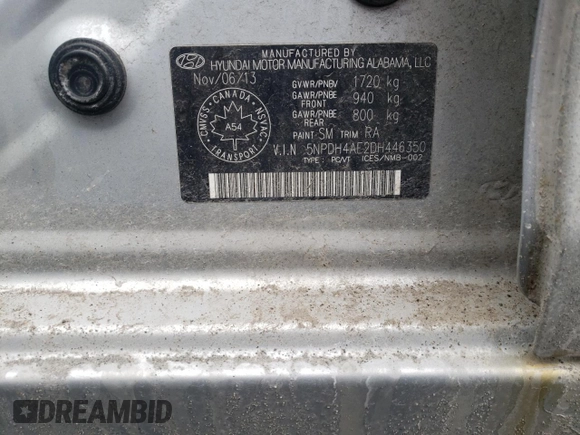 MANUFACTURED BY
HYUNDAI MOTOR MANUFACTURING ALABAMA, LLC
Nov/06/13
GVWR/PNBV 1720 kg
GAWR/PNBE FRONT 940 kg
GAWR/PNBE REAR 800 kg
PAINT SM TRIM RA
V.I.N :5NPDH4AE2DH446350
TYPE : PC/VT ICES/NMB-002
CMVSS CANADA NSVAC
A54
TRANSPORT
DREAMBID